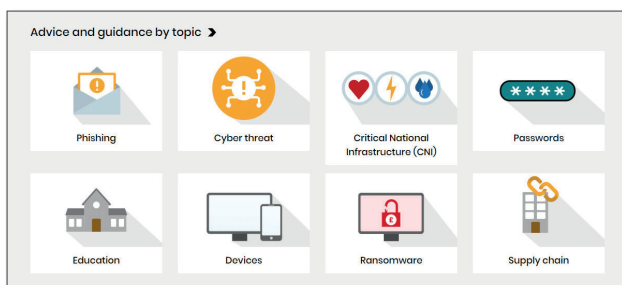 Advice and guidance by topic
Phishing
Cyber threat
Critical National
Infrastructure (CNI)
****
Passwords
Education
Devices
£
Ransomware
Supply chain